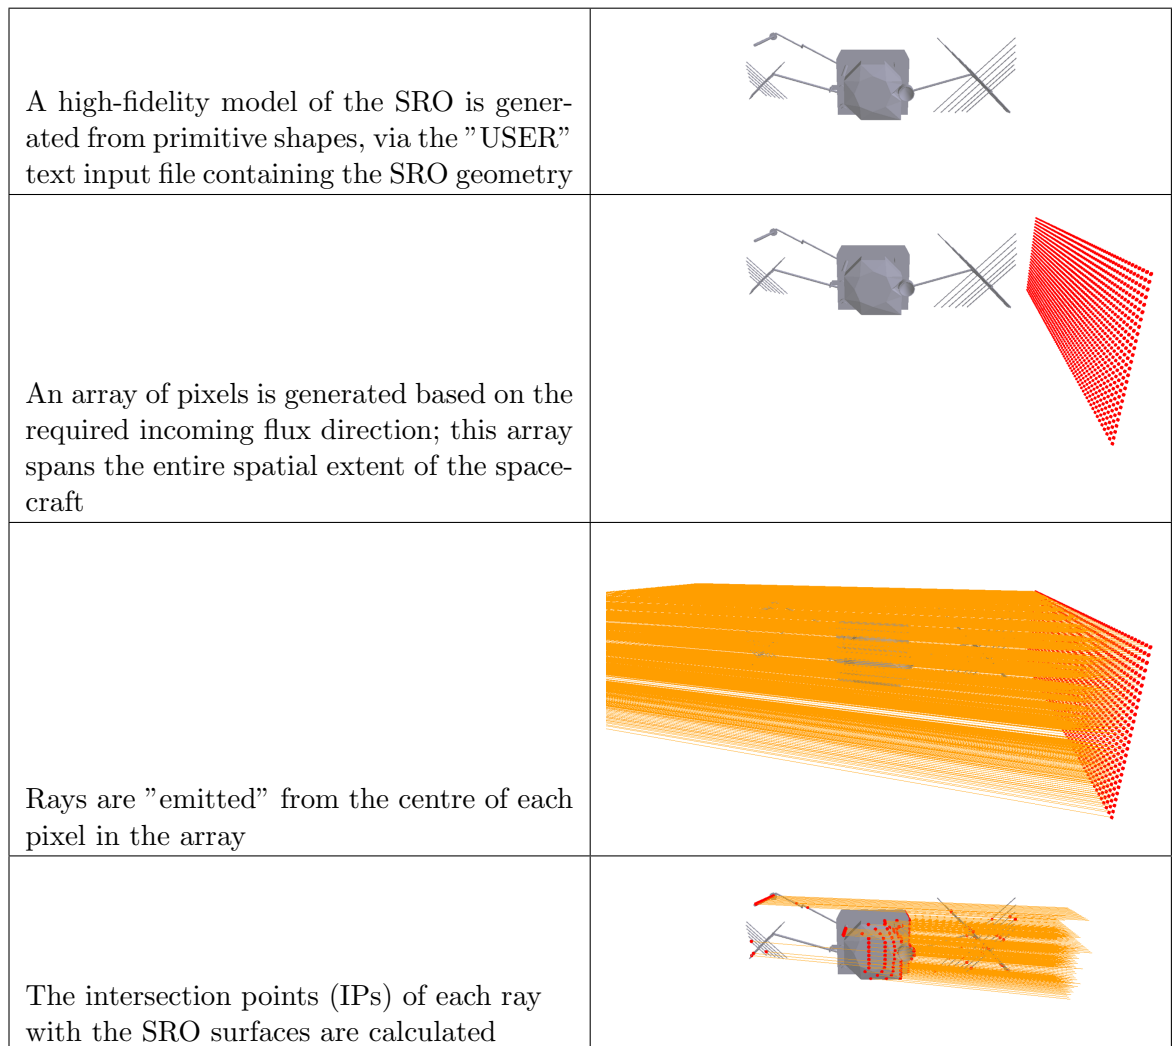 A high-fidelity model of the SRO is gener-
ated from primitive shapes, via the ”USER”
text input file containing the SRO geometry
An array of pixels is generated based on the
required incoming flux direction; this array
spans the entire spatial extent of the space-
craft
Rays are ”emitted” from the centre of each
pixel in the array
The intersection points (IPs) of each ray
with the SRO surfaces are calculated